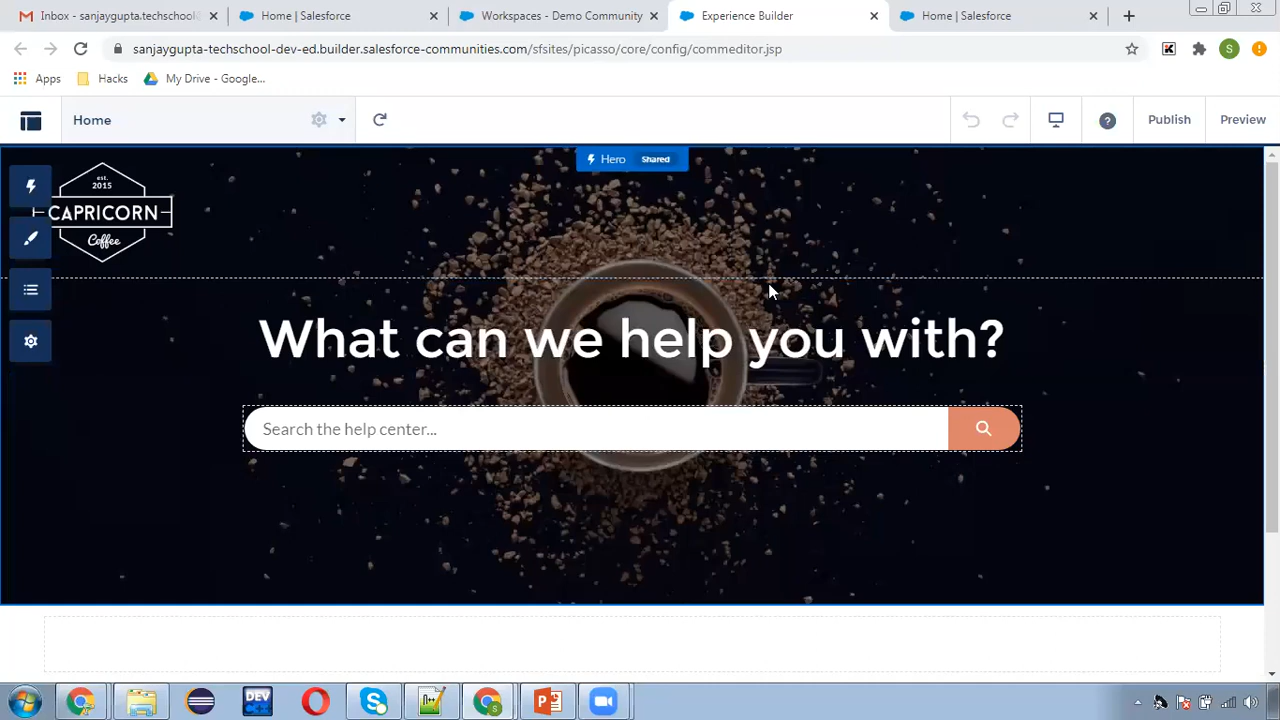 Inbox - sanjaygupta.techschool@
Home | Salesforce
Workspaces - Demo Community
Experience Builder
Home | Salesforce
sanjaygupta-techschool-dev-ed.builder.salesforce-communities.com/sfsites/picasso/core/config/commeditor.jsp
S
Apps
Hacks
My Drive - Google...
Home
?
Publish
Preview
Hero Shared
est.
2015
CAPRICORN
Coffee
What can we help you with?
Search the help center...
DEV
C++